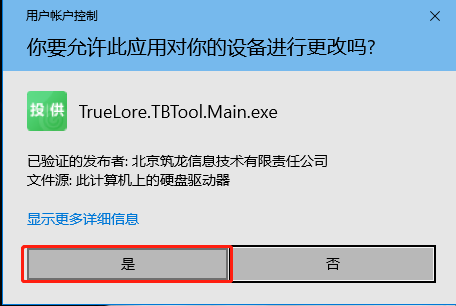 用户帐户控制
你要允许此应用对你的设备进行更改吗?
投供
TrueLore.TBTool.Main.exe
已验证的发布者: 北京筑龙信息技术有限责任公司
文件源: 此计算机上的硬盘驱动器
显示更多详细信息
是
否